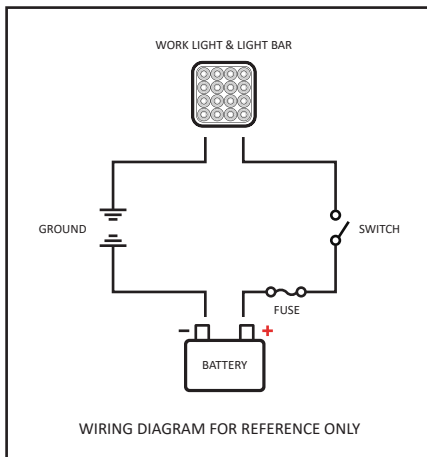 WORK LIGHT & LIGHT BAR
GROUND
SWITCH
FUSE
– +
BATTERY
WIRING DIAGRAM FOR REFERENCE ONLY